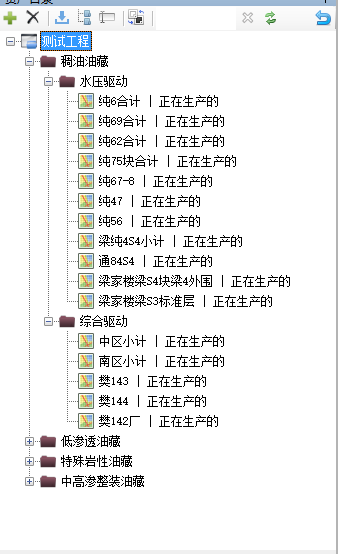 测试工程
稠油油藏
水压驱动
纯6合计 | 正在生产的
纯69合计 | 正在生产的
纯62合计 | 正在生产的
纯75块合计 | 正在生产的
纯67-8 | 正在生产的
纯47 | 正在生产的
纯56 | 正在生产的
梁纯4S4小计 | 正在生产的
通84S4 | 正在生产的
梁家楼梁S4块梁4外围 | 正在生产的
梁家楼梁S3标准层 | 正在生产的
综合驱动
中区小计 | 正在生产的
南区小计 | 正在生产的
樊143 | 正在生产的
樊144 | 正在生产的
樊142厂 | 正在生产的
低渗透油藏
特殊岩性油藏
中高渗整装油藏